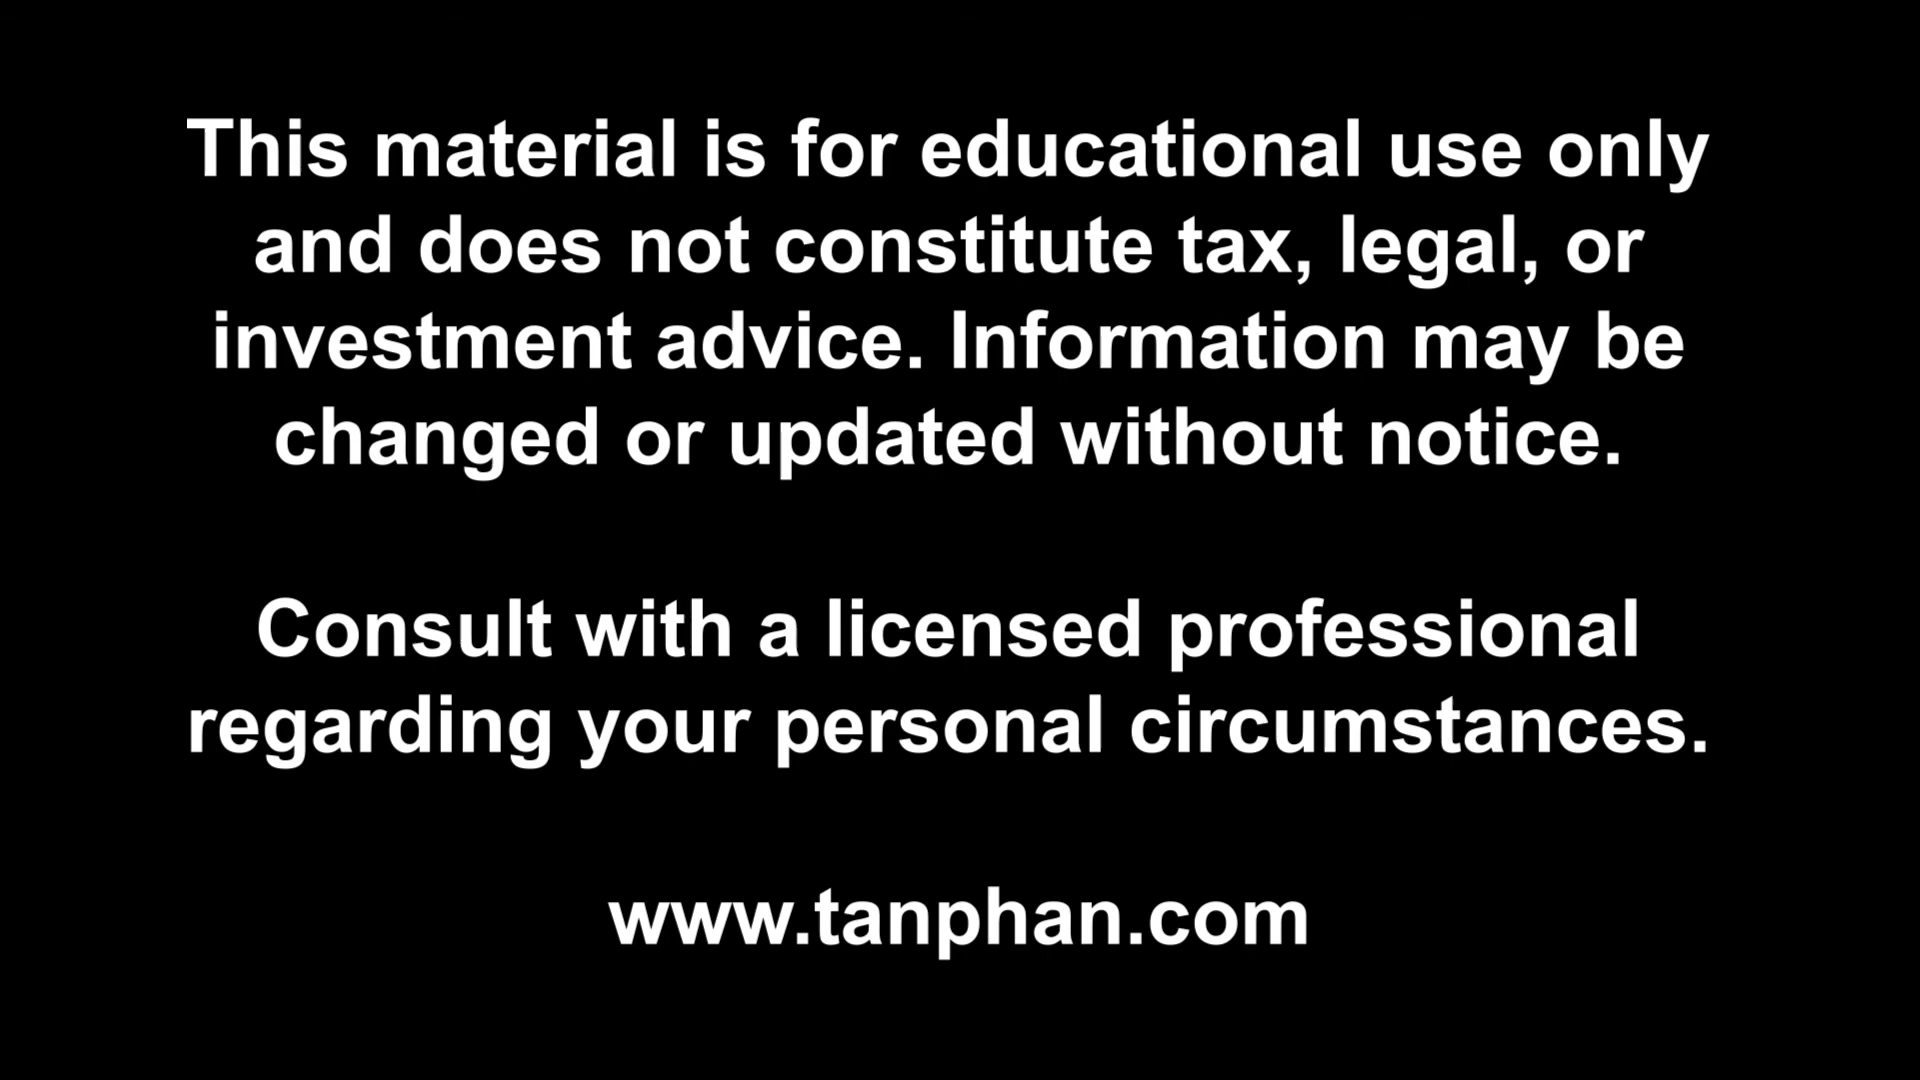 This material is for educational use only
and does not constitute tax, legal, or
investment advice. Information may be
changed or updated without notice.
Consult with a licensed professional
regarding your personal circumstances.
www.tanphan.com